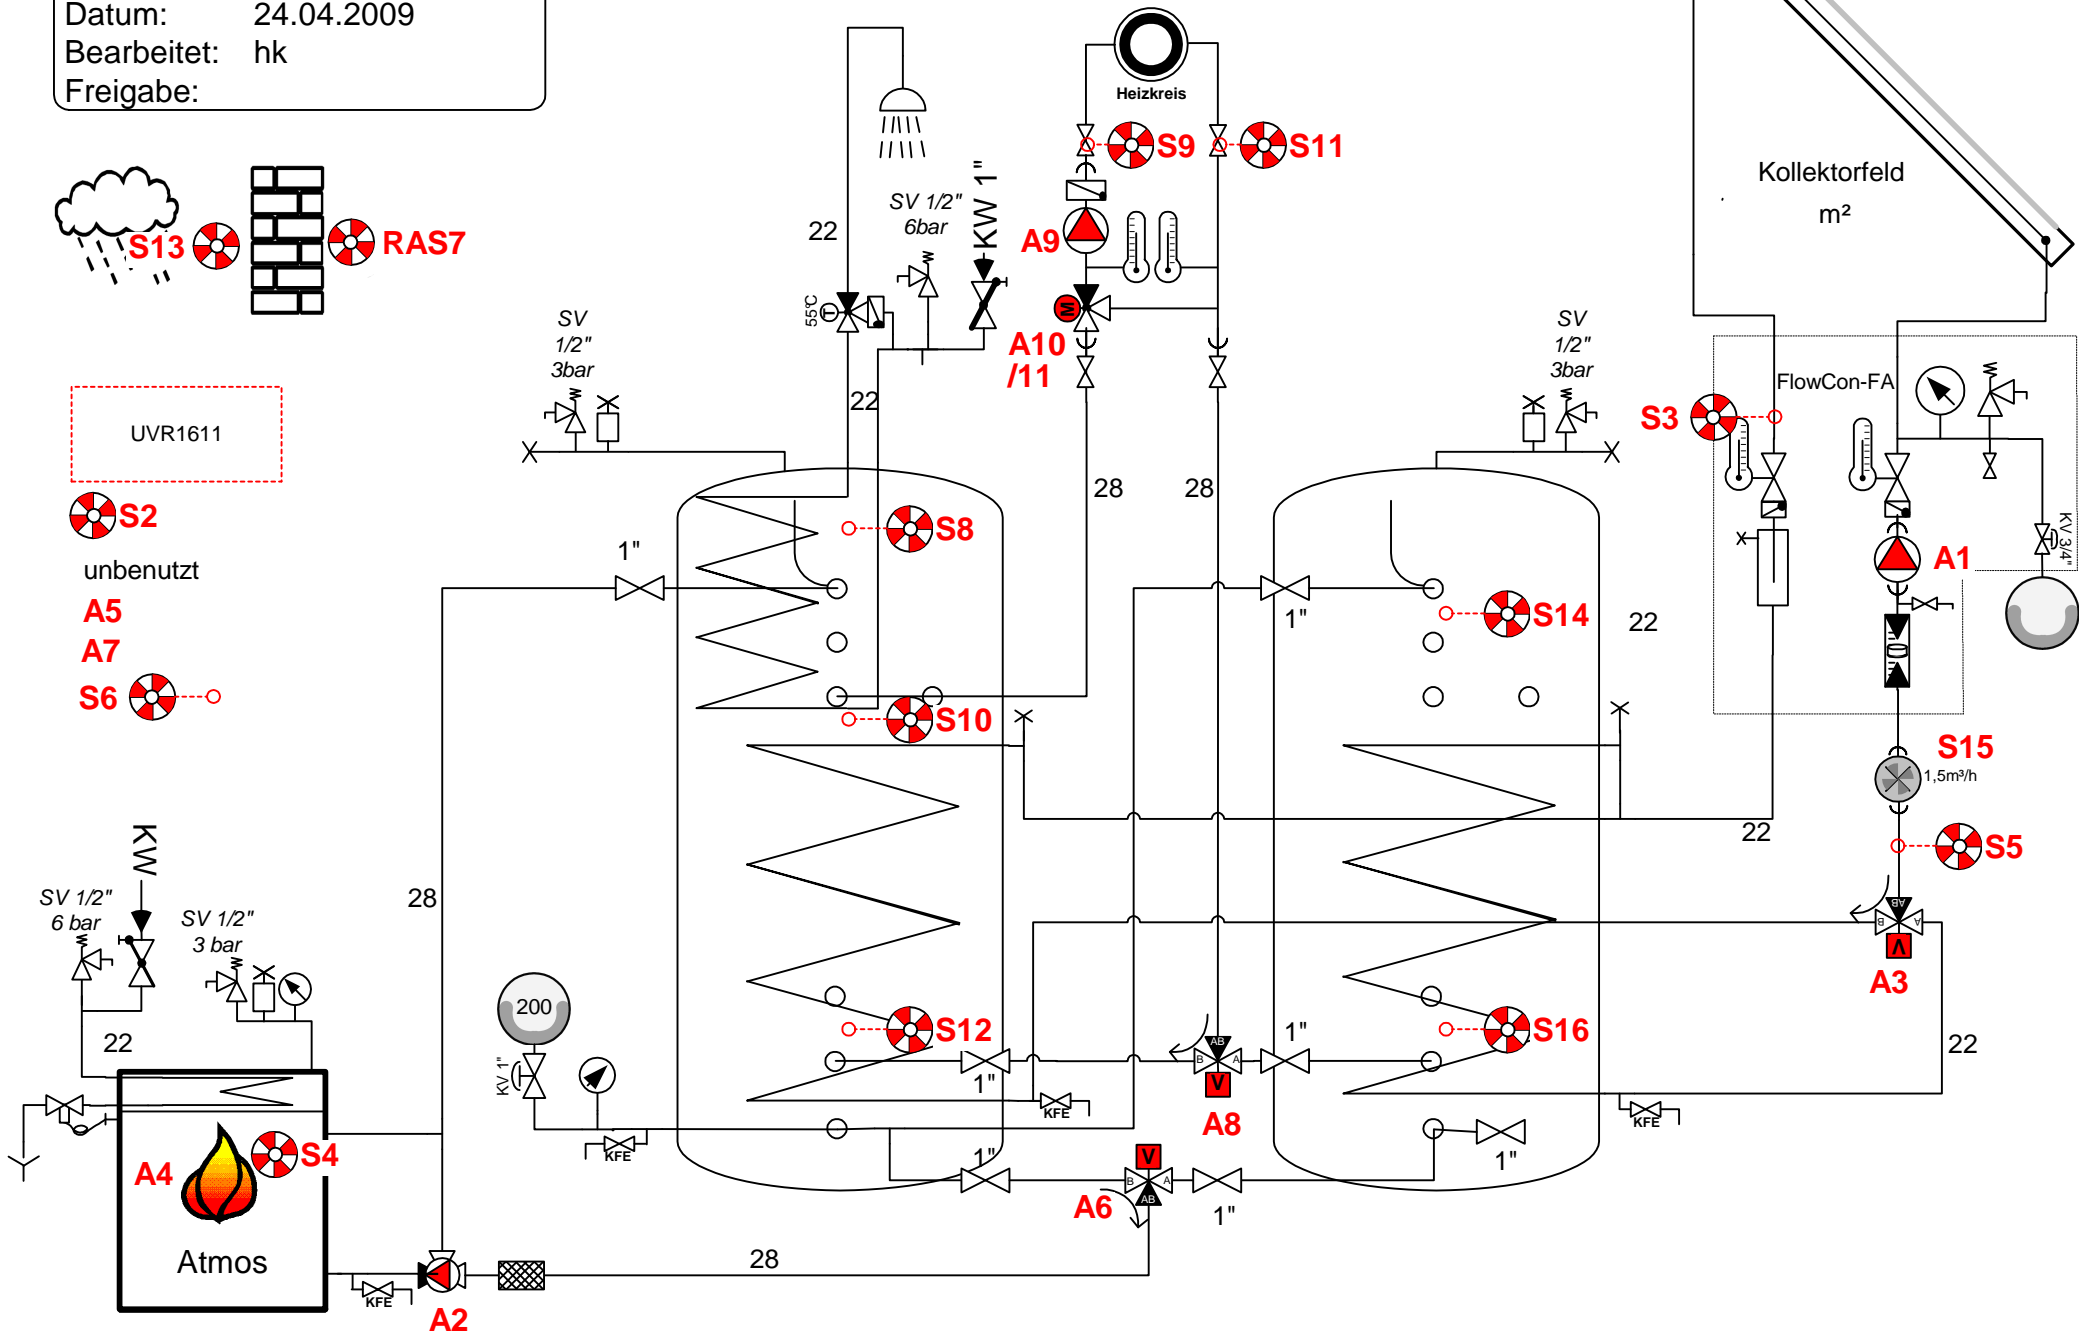 Datum: 24.04.2009
Bearbeitet: hk
Freigabe:
Heizkreis
S9
S11
Kollektorfeld
m²
S13
RAS7
22
SV 1/2"
6bar
KW 1"
A9
55°C
T
M
A10
/11
SV
1/2"
3bar
SV
1/2"
3bar
FlowCon-FA
S3
UVR1611
22
S2
28
28
S8
KV 3/4"
unbenutzt
1"
A1
A5
1"
S14
22
A7
S6
S10
S15
1,5m³/h
22
KW
S5
28
SV 1/2"
6 bar
SV 1/2"
3 bar
AB
B
A
V
A3
200
22
S12
1"
S16
22
AB
B
A
V
KV 1"
1"
KFE
KFE
A8
KFE
S4
A4
1"
V
B
A
AB
1"
A6
1"
Atmos
28
KFE
A2